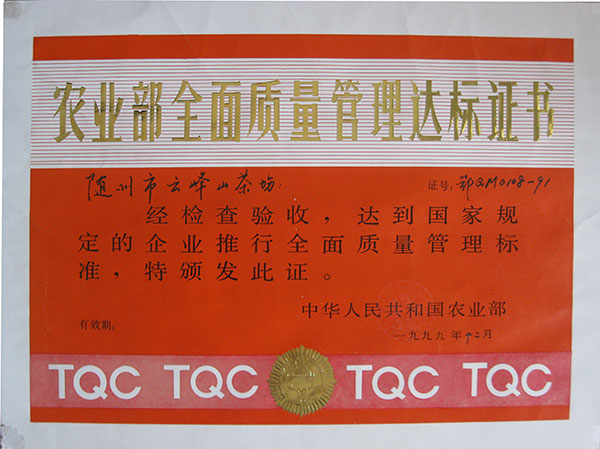 农业部全面质量管理达标证书
随州市云峰山茶场:
证号:鄂QM0108-91
经检查验收,达到国家规
定的企业推行全面质量管理标
准,特颁发此证。
中华人民共和国农业部
有效期:
一九九九年十二月
TQC TQC TQC TQC